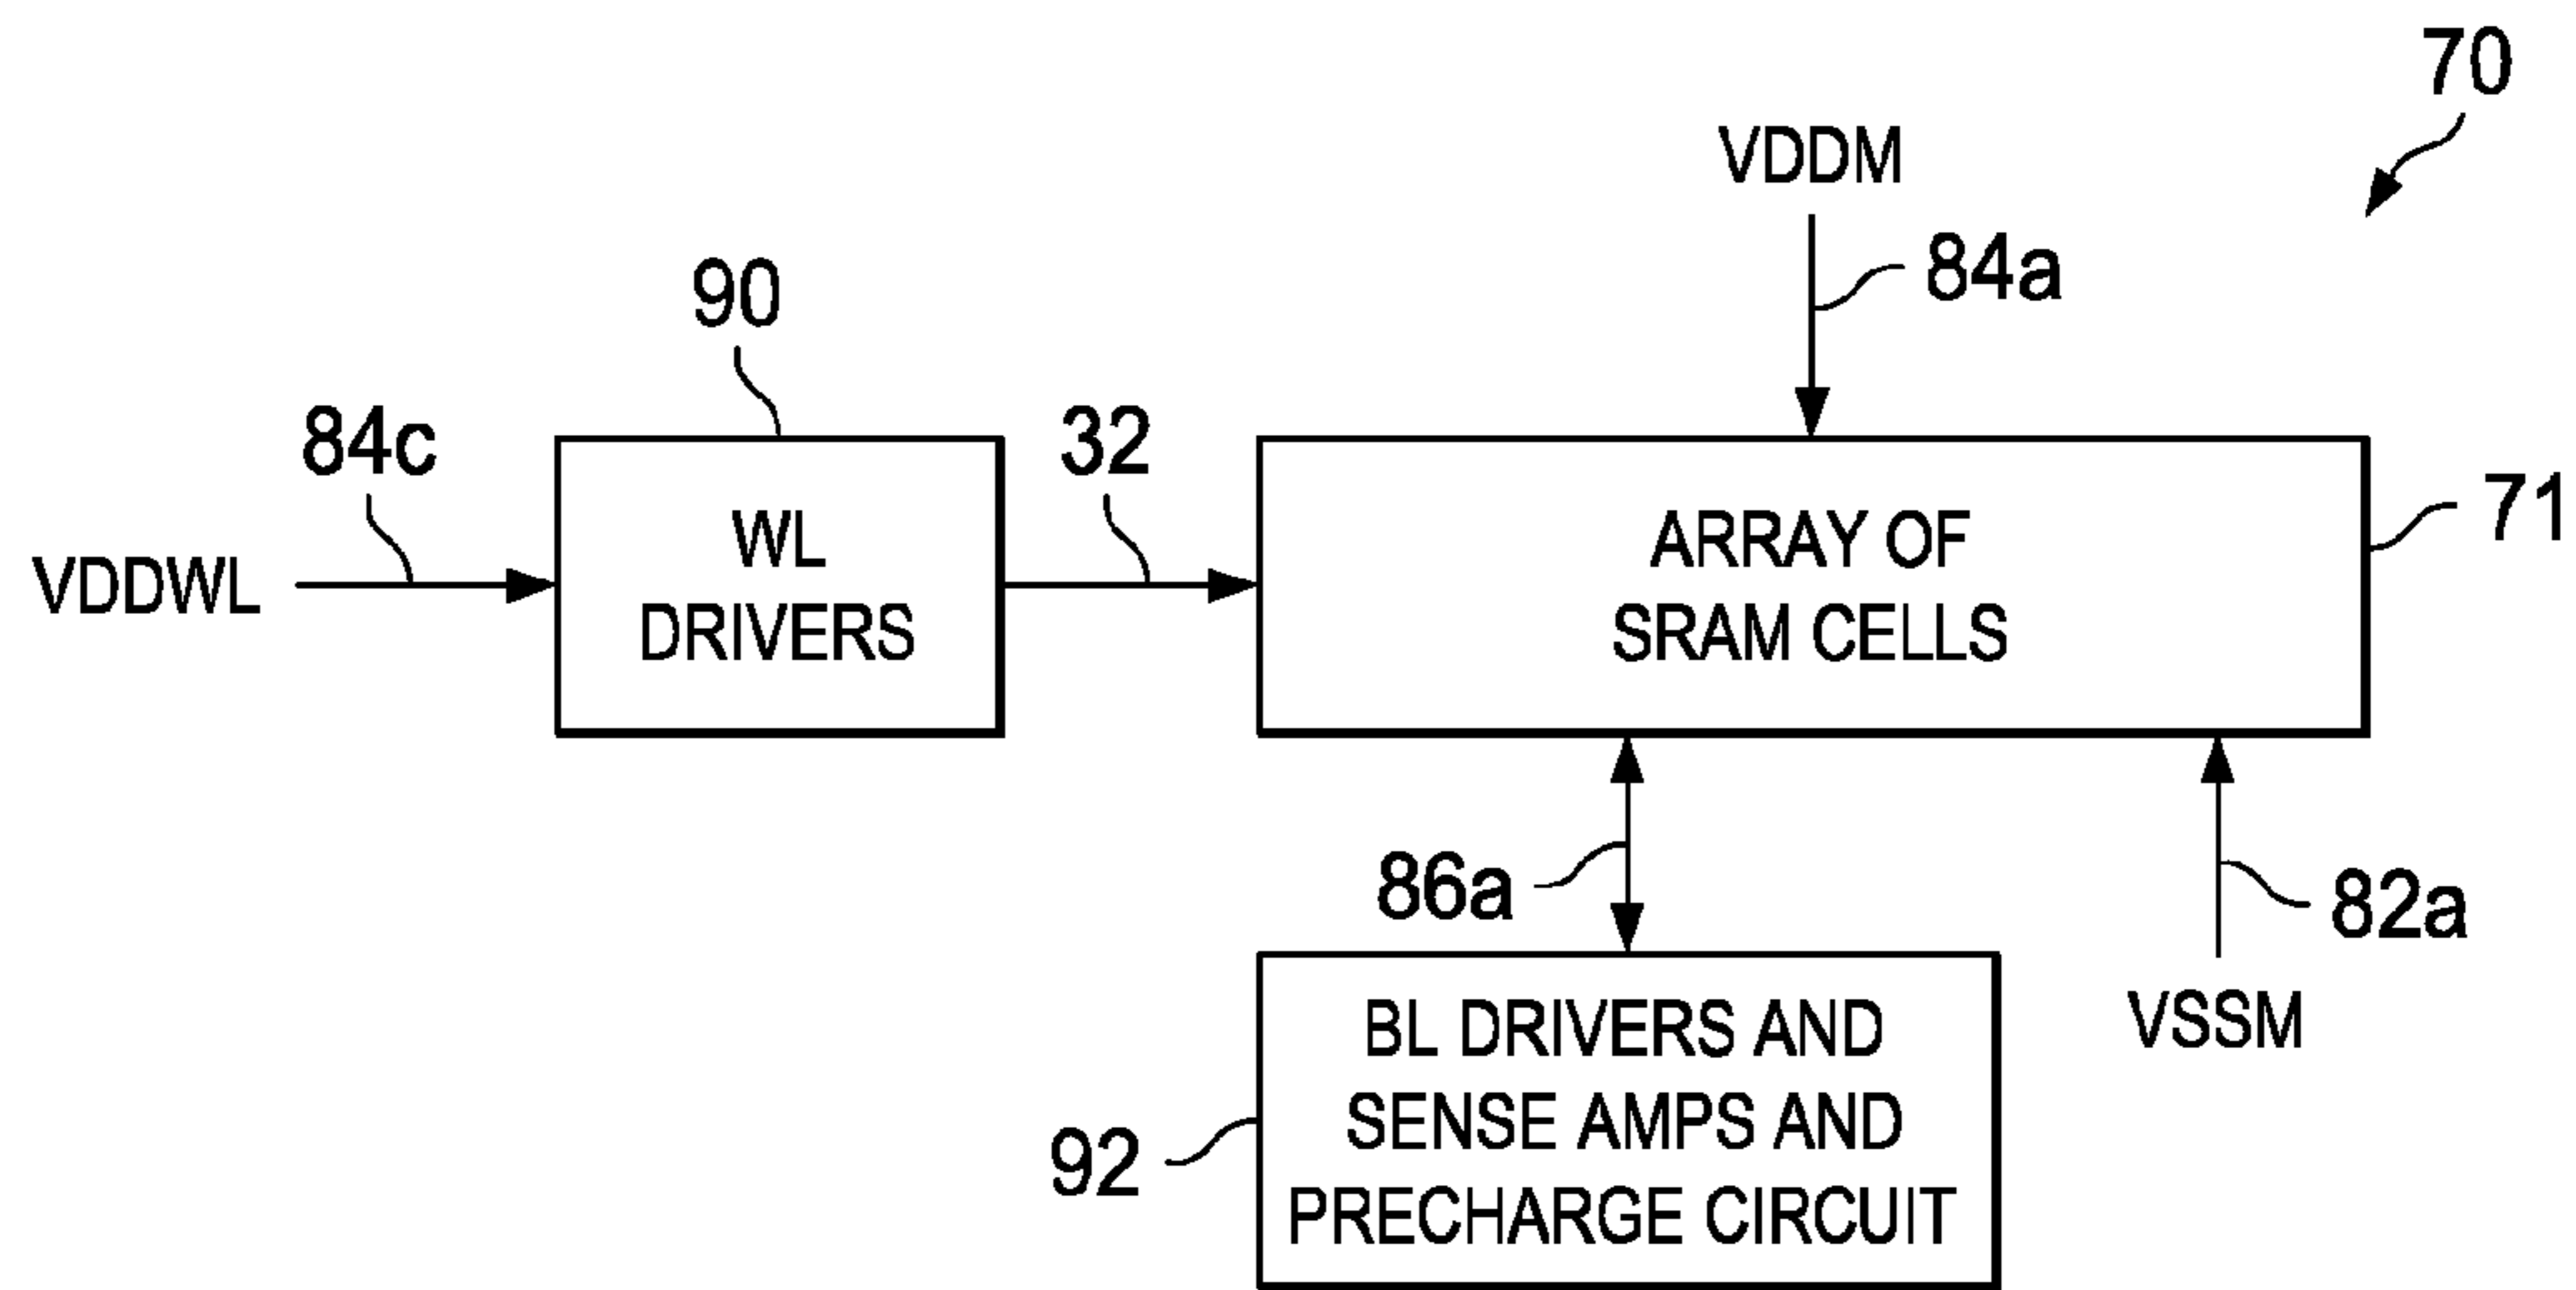 70
VDDM
84a
90
84c
32
71
VDDWL
WL
DRIVERS
ARRAY OF
SRAM CELLS
86a
82a
VSSM
BL DRIVERS AND
SENSE AMPS AND
PRECHARGE CIRCUIT
92